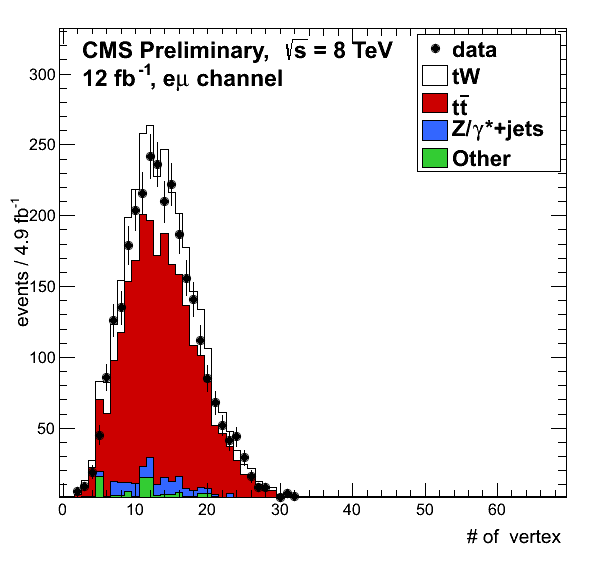 CMS Preliminary, √s = 8 TeV
12 fb⁻¹, eμ channel
data
tW
tt̄
Z/γ*+jets
Other
events / 4.9 fb⁻¹
300
250
200
150
100
50
0 10 20 30 40 50 60
# of vertex